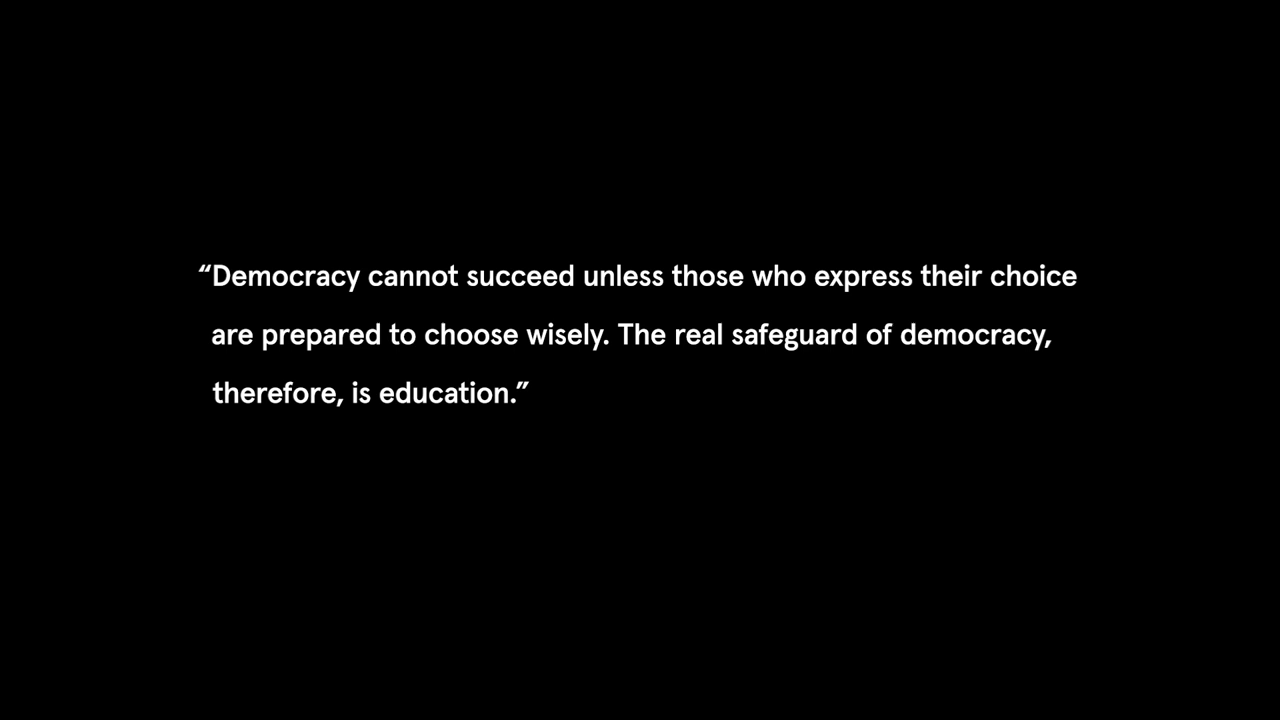 “Democracy cannot succeed unless those who express their choice
are prepared to choose wisely. The real safeguard of democracy,
therefore, is education.”